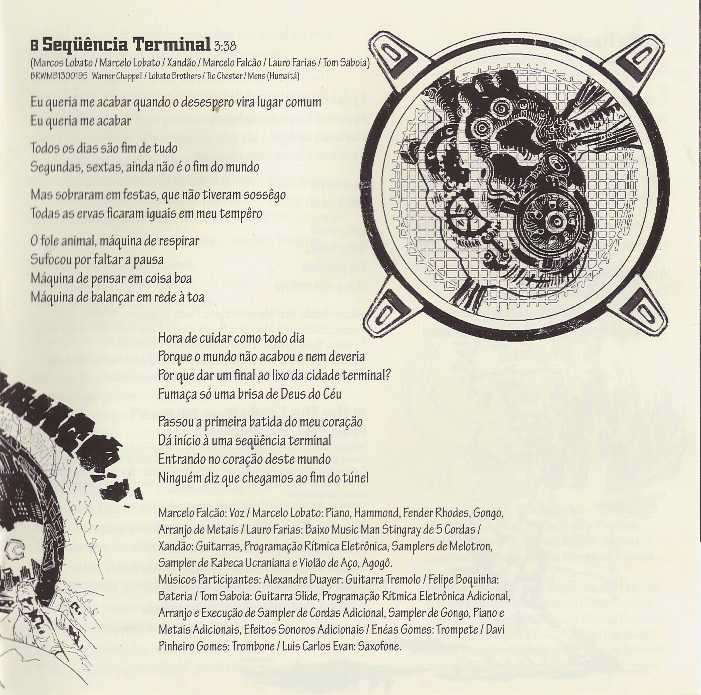 8 Seqüência Terminal 3:38
(Marcos Lobato / Marcelo Lobato / Xandão / Marcelo Falcão / Lauro Farias / Tom Saboia)
BRWMB1300195 Warner Chappel / Lobato Brothers / Tio Chester / Mens (Humaitá)
Eu queria me acabar quando o desespero vira lugar comum
Eu queria me acabar
Todos os dias são fim de tudo
Segundas, sextas, ainda não é o fim do mundo
Mas sobraram em festas, que não tiveram sossêgo
Todas as ervas ficaram iguais em meu tempêro
O fole animal, máquina de respirar
Sufocou por faltar a pausa
Máquina de pensar em coisa boa
Máquina de balançar em rede à toa
Hora de cuidar como todo dia
Porque o mundo não acabou e nem deveria
Por que dar um final ao lixo da cidade terminal?
Fumaça só uma brisa de Deus do Céu
Passou a primeira batida do meu coração
Dá início à uma seqüência terminal
Entrando no coração deste mundo
Ninguém diz que chegamos ao fim do túnel
Marcelo Falcão: Voz / Marcelo Lobato: Piano, Hammond, Fender Rhodes, Gongo,
Arranjo de Metais / Lauro Farias: Baixo Music Man Stingray de 5 Cordas /
Xandão: Guitarras, Programação Rítmica Eletrônica, Samplers de Melotron,
Sampler de Rabeca Ucraniana e Violão de Aço, Agogô.
Músicos Participantes: Alexandre Duayer: Guitarra Tremolo / Felipe Boquinha:
Bateria / Tom Saboia: Guitarra Slide, Programação Rítmica Eletrônica Adicional,
Arranjo e Execução de Sampler de Cordas Adicional, Sampler de Gongo, Piano e
Metais Adicionais, Efeitos Sonoros Adicionais / Enéas Gomes: Trompete / Davi
Pinheiro Gomes: Trombone / Luis Carlos Evan: Saxofone.